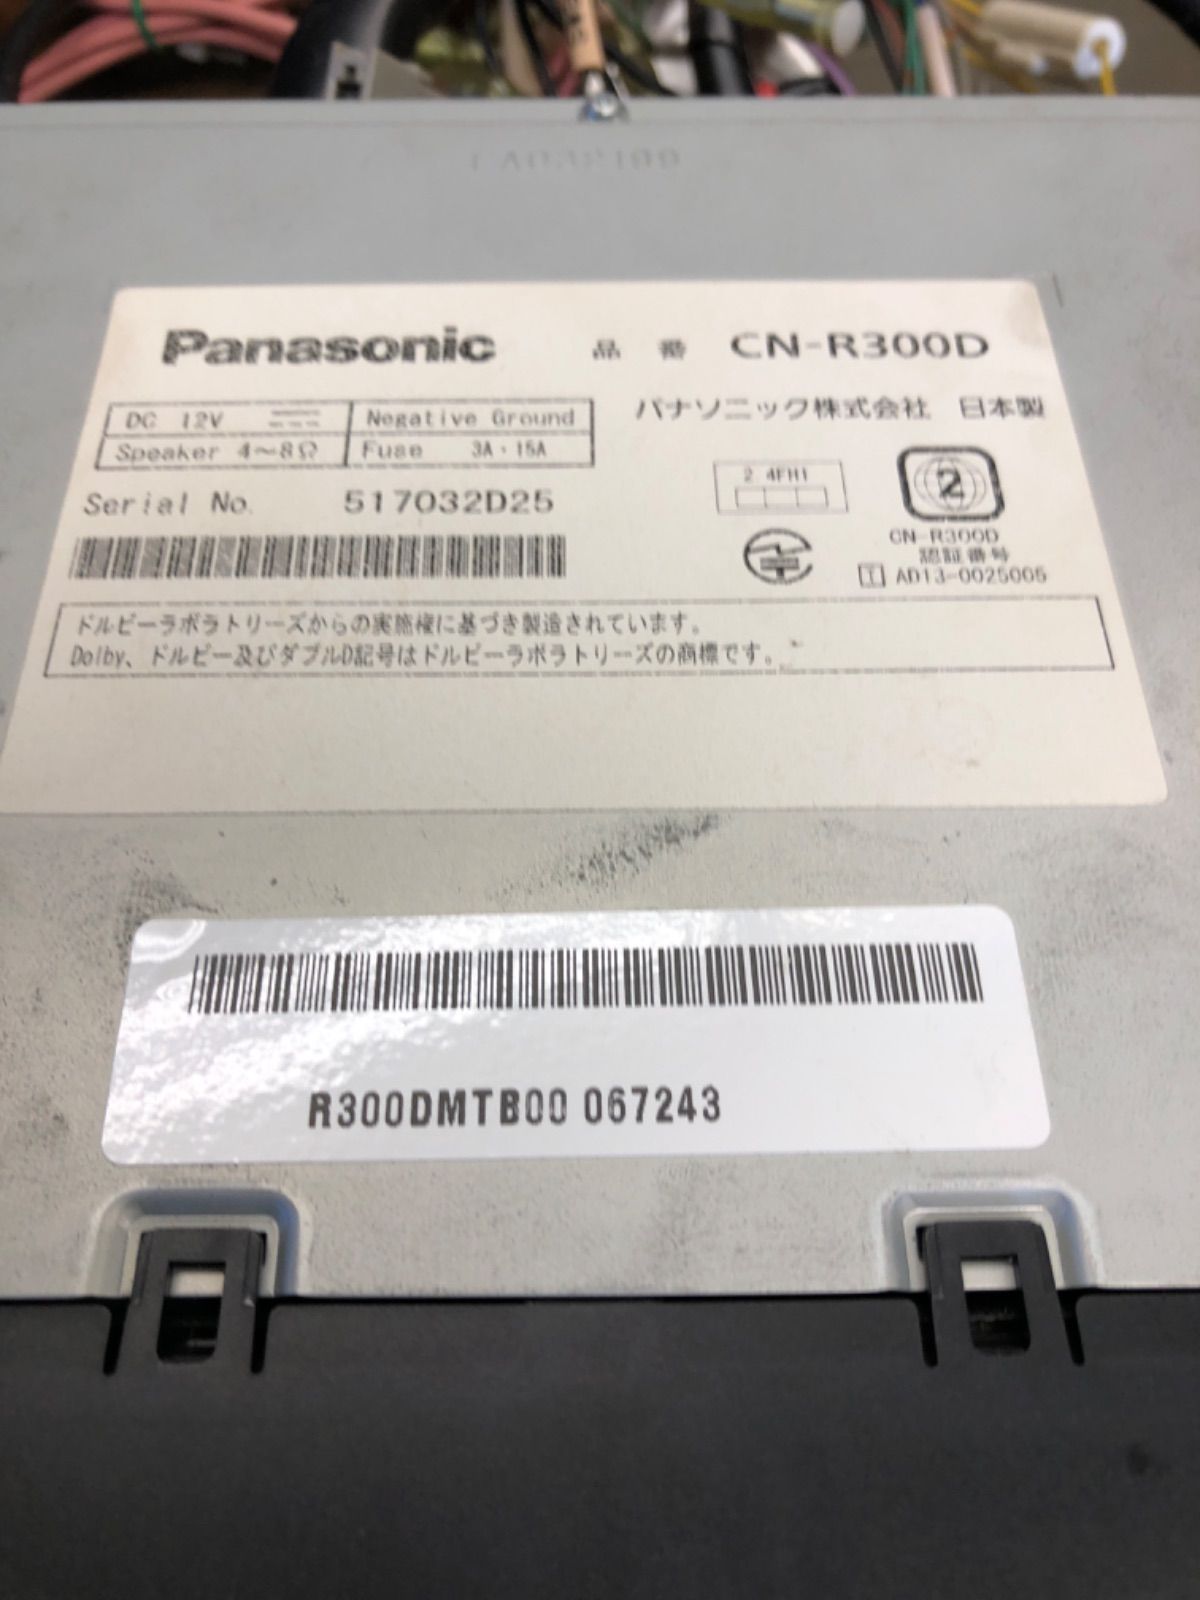 Panasonic 品番 CN-R300D
DC 12V Negative Ground
Speaker 4~8Ω Fuse 3A・15A
パナソニック株式会社 日本製
Serial No. 517032D25
2.4FH1
2
CN-R300D
認証番号
I AD13-0025005
ドルビーラボラトリーズからの実施権に基づき製造されています。
Dolby、ドルビー及びダブルD記号はドルビーラボラトリーズの商標です。
R300DMTB00 067243